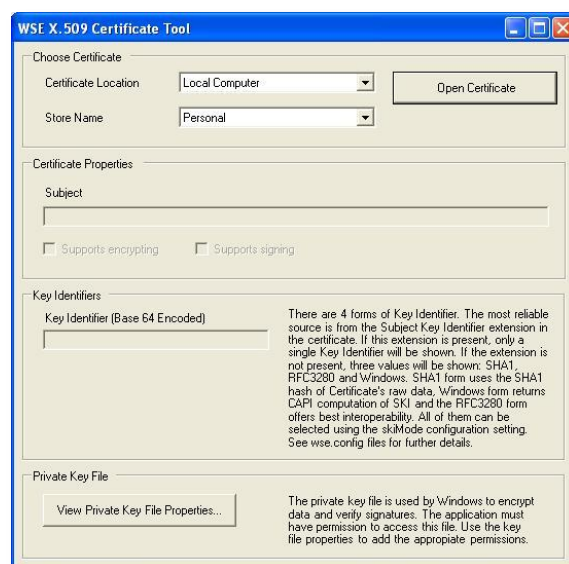 WSE X.509 Certificate Tool
Choose Certificate
Certificate Location
Local Computer
Open Certificate
Store Name
Personal
Certificate Properties
Subject
Supports encrypting
Supports signing
Key Identifiers
Key Identifier (Base 64 Encoded)
There are 4 forms of Key Identifier. The most reliable
source is from the Subject Key Identifier extension in
the certificate. If this extension is present, only a
single Key Identifier will be shown. If the extension is
not present, three values will be shown: SHA1,
RFC3280 and Windows. SHA1 form uses the SHA1
hash of Certificate's raw data, Windows form returns
CAPI computation of SKI and the RFC3280 form
offers best interoperability. All of them can be
selected using the skiMode configuration setting.
See wse.config files for further details.
Private Key File
View Private Key File Properties...
The private key file is used by Windows to encrypt
data and verify signatures. The application must
have permission to access this file. Use the key
file properties to add the appropiate permissions.